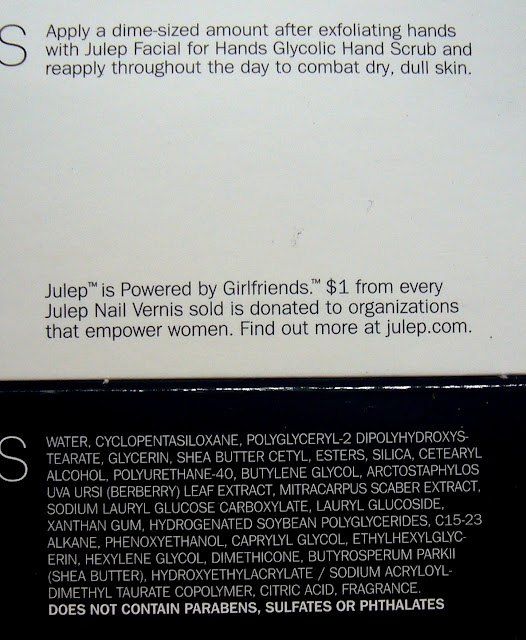 S
Apply a dime-sized amount after exfoliating hands
with Julep Facial for Hands Glycolic Hand Scrub and
reapply throughout the day to combat dry, dull skin.
Julep™ is Powered by Girlfriends.™ $1 from every
Julep Nail Vernis sold is donated to organizations
that empower women. Find out more at julep.com.
S
WATER, CYCLOPENTASILOXANE, POLYGLYCERYL-2 DIPOLYHYDROXYS-
TEARATE, GLYCERIN, SHEA BUTTER CETYL, ESTERS, SILICA, CETEARYL
ALCOHOL, POLYURETHANE-40, BUTYLENE GLYCOL, ARCTOSTAPHYLOS
UVA URSI (BERBERRY) LEAF EXTRACT, MITRACARPUS SCABER EXTRACT,
SODIUM LAURYL GLUCOSE CARBOXYLATE, LAURYL GLUCOSIDE,
XANTHAN GUM, HYDROGENATED SOYBEAN POLYGLYCERIDES, C15-23
ALKANE, PHENOXYETHANOL, CAPRYLYL GLYCOL, ETHYLHEXYLGLYC-
ERIN, HEXYLENE GLYCOL, DIMETHICONE, BUTYROSPERUM PARKII
(SHEA BUTTER), HYDROXYETHYLACRYLATE / SODIUM ACRYLOYL-
DIMETHYL TAURATE COPOLYMER, CITRIC ACID, FRAGRANCE.
DOES NOT CONTAIN PARABENS, SULFATES OR PHTHALATES